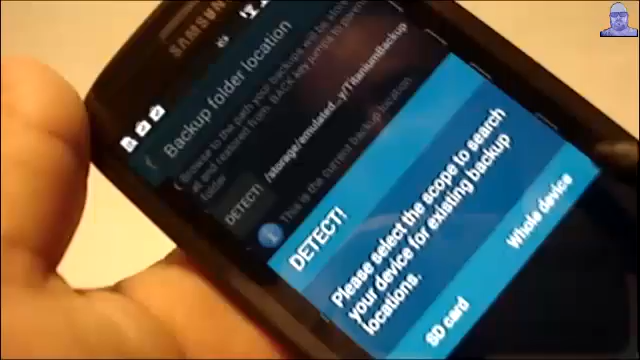 SAMSUNG
Backup folder location
Browse to the path your backups will be
at and restored from. BACK key jumps to
folder.
DETECT!
/storage/emulated...y/TitaniumBackup
This is the current backup location
DETECT!
Please select the scope to search
your device for existing backup
locations.
SD card
Whole device